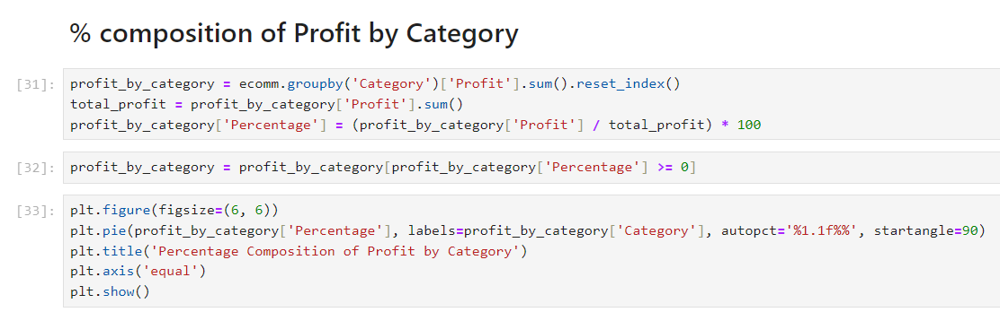 % composition of Profit by Category
[31]: profit_by_category = ecomm.groupby('Category')['Profit'].sum().reset_index()
total_profit = profit_by_category['Profit'].sum()
profit_by_category['Percentage'] = (profit_by_category['Profit'] / total_profit) * 100
[32]: profit_by_category = profit_by_category[profit_by_category['Percentage'] >= 0]
[33]: plt.figure(figsize=(6, 6))
plt.pie(profit_by_category['Percentage'], labels=profit_by_category['Category'], autopct='%1.1f%%', startangle=90)
plt.title('Percentage Composition of Profit by Category')
plt.axis('equal')
plt.show()